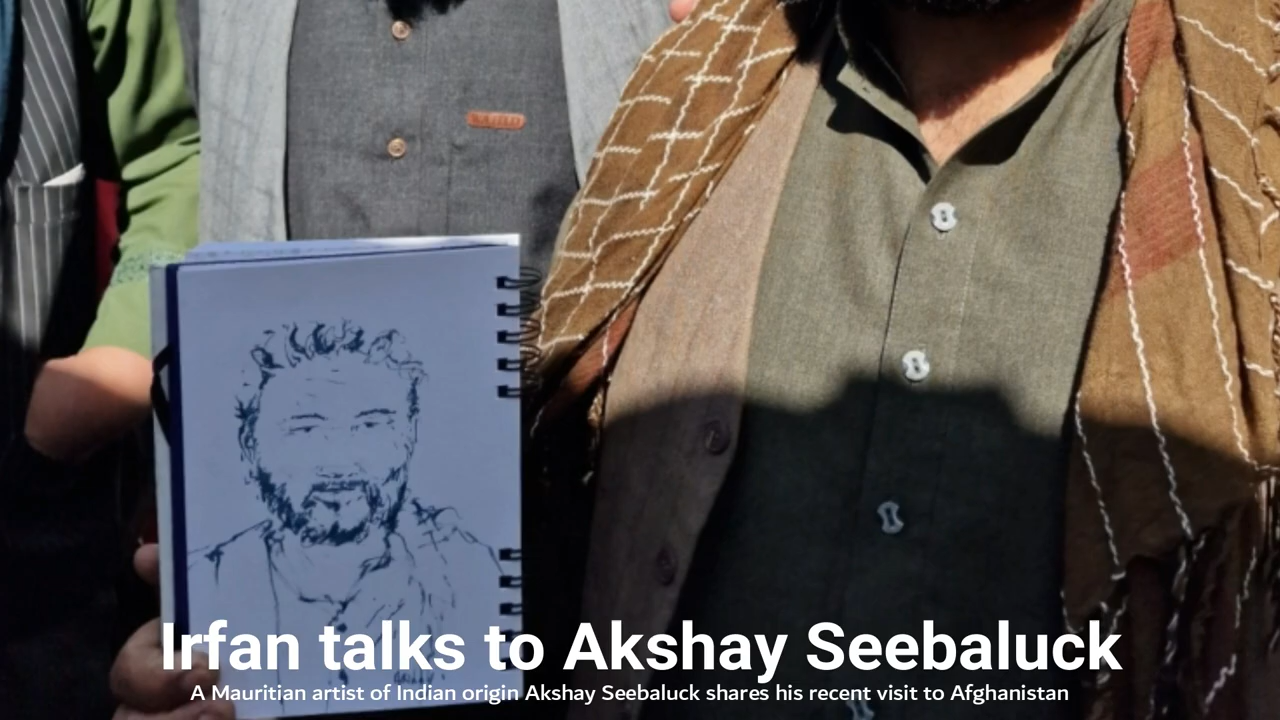 Irfan talks to Akshay Seebaluck
A Mauritian artist of Indian origin Akshay Seebaluck shares his recent visit to Afghanistan